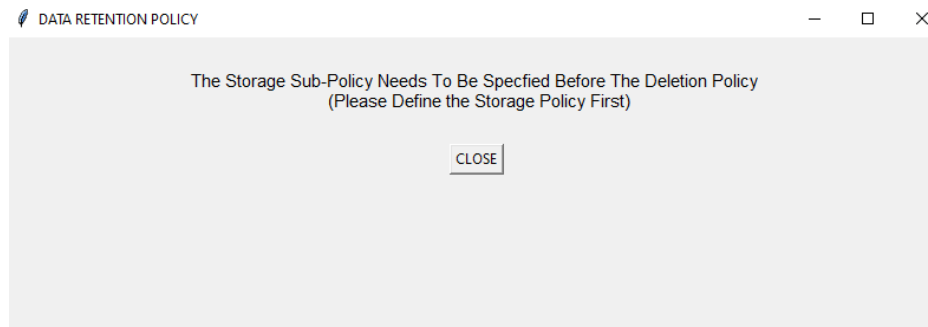 DATA RETENTION POLICY
The Storage Sub-Policy Needs To Be Specfied Before The Deletion Policy
(Please Define the Storage Policy First)
CLOSE